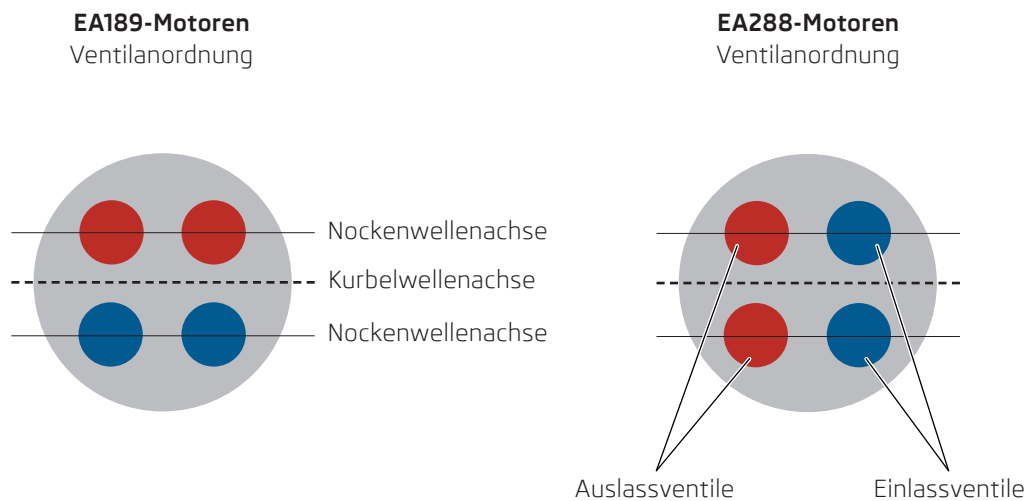 EA189-Motoren
Ventilanordnung
EA288-Motoren
Ventilanordnung
Nockenwellenachse
Kurbelwellenachse
Nockenwellenachse
Auslassventile
Einlassventile